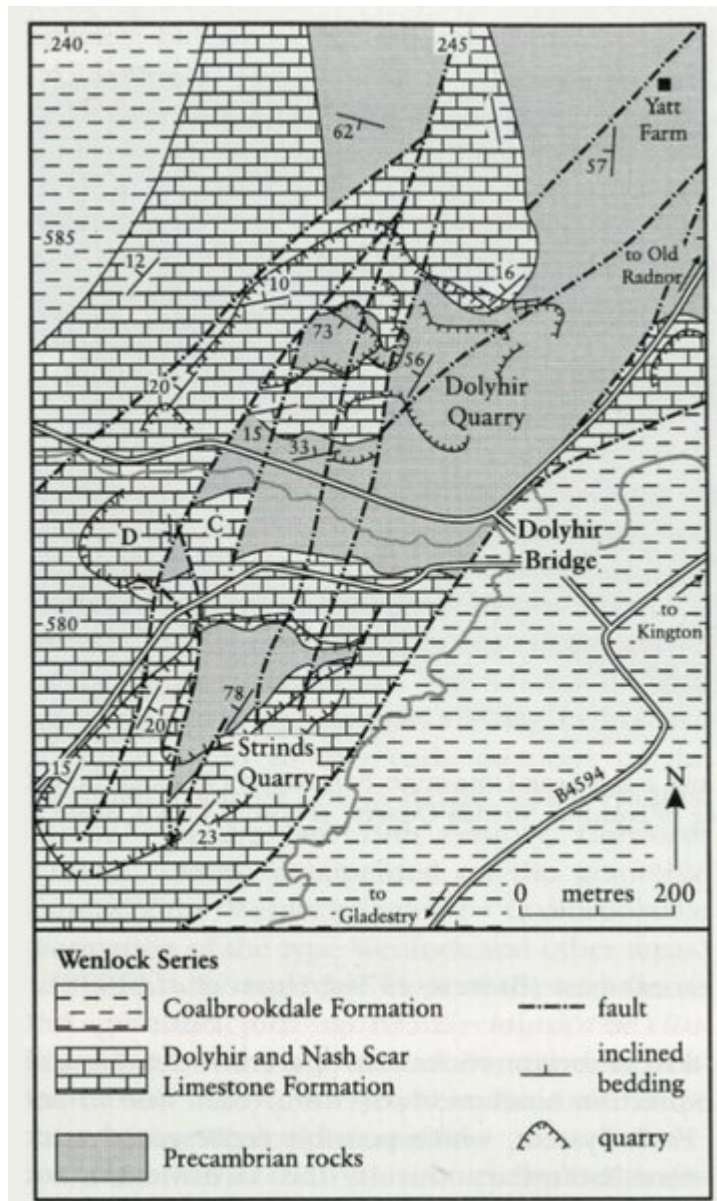 240
245
Yatt
Farm
62
57
585
to Old
Radnor
12
10
16
73
56
20
Dolyhir
Quarry
15
33
D
C
Dolyhir
Bridge
580
to
Kington
78
20
Strinds
Quarry
15
B4594
N
23
to
Gladestry
0 metres 200
Wenlock Series
Coalbrookdale Formation
fault
Dolyhir and Nash Scar
Limestone Formation
inclined
bedding
Precambrian rocks
quarry